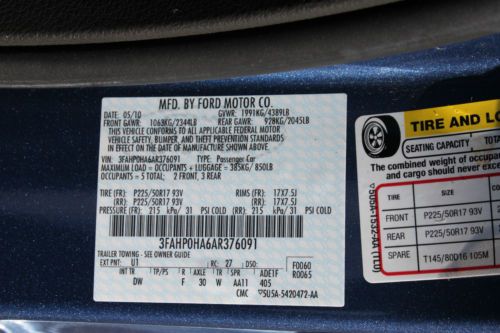 MFD. BY FORD MOTOR CO.
DATE: 05/10 GVWR: 1991KG/4389LB
FRONT GAWR: 1063KG/2344LB REAR GAWR: 928KG/2045LB
THIS VEHICLE CONFORMS TO ALL APPLICABLE FEDERAL MOTOR
VEHICLE SAFETY, BUMPER, AND THEFT PREVENTION STANDARDS
IN EFFECT ON THE DATE OF MANUFACTURE SHOWN ABOVE.
VIN: 3FAHP0HA6AR376091 TYPE: Passenger Car
MAXIMUM LOAD = OCCUPANTS + LUGGAGE = 385KG/ 850LB
OCCUPANTS = 5 TOTAL: 2 FRONT, 3 REAR
TIRE (FR): P225/50R17 93V RIMS (FR): 17X7.5J
TIRE (RR): P225/50R17 93V (RR): 17X7.5J
PRESSURE (FR): 215 kPa/ 31 PSI COLD (RR): 215 kPa/ 31 PSI COLD
3FAHP0HA6AR376091
TRAILER TOWING - SEE OWNER GUIDE
EXT PNT: U1 RC: 27 DSO: F0060
R0065
INT TR TP/PS R AXLE TR SPR ADE1F
DW F 30 W AA11 405
CMC ▽5U5A-5420472-AA
TIRE AND LO
SEATING CAPACITY TOTA
The combined weight of occupa
and cargo should never exce
TIRE SIZE
FRONT P225/50R17 93V
REAR P225/50R17 93V
SPARE T145/80D16 105M
▽5U5A-1532-AA (TLU)